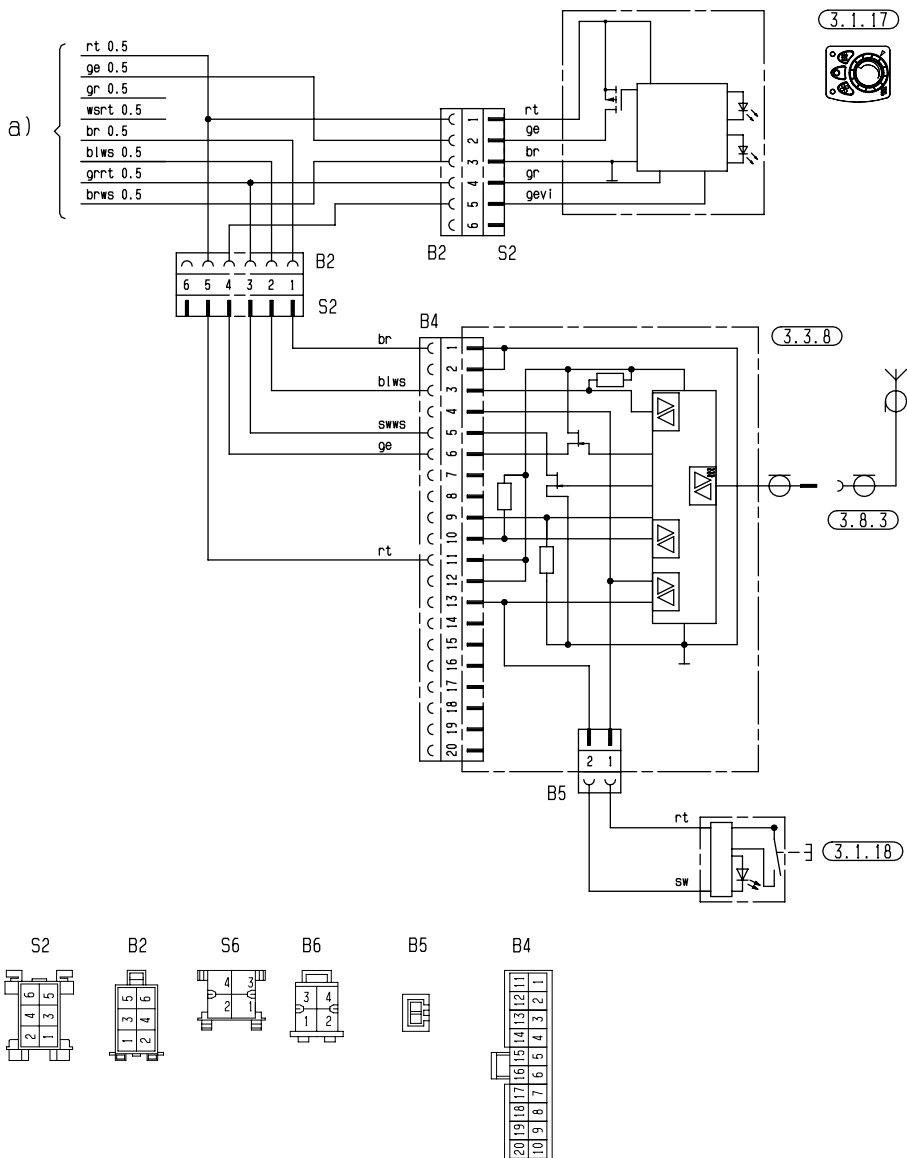 3.1.17
a)
rt 0.5
ge 0.5
gr 0.5
wsrt 0.5
br 0.5
blws 0.5
grrt 0.5
brws 0.5
1
2
3
4
5
6
rt
ge
br
gr
gevi
B2 S2
B2
6 5 4 3 2 1
S2
B4
3.3.8
br
blws
swws
ge
rt
1
2
3
4
5
6
7
8
9
10
11
12
13
14
15
16
17
18
19
20
3.8.3
2 1
B5
rt
sw
3.1.18
S2 B2 S6 B6 B5 B4
6 5
4 3
2 1
5 6
3 4
1 2
4 3
2 1
3 4
1 2
11 1
12 2
13 3
14 4
15 5
16 6
17 7
18 8
19 9
20 10